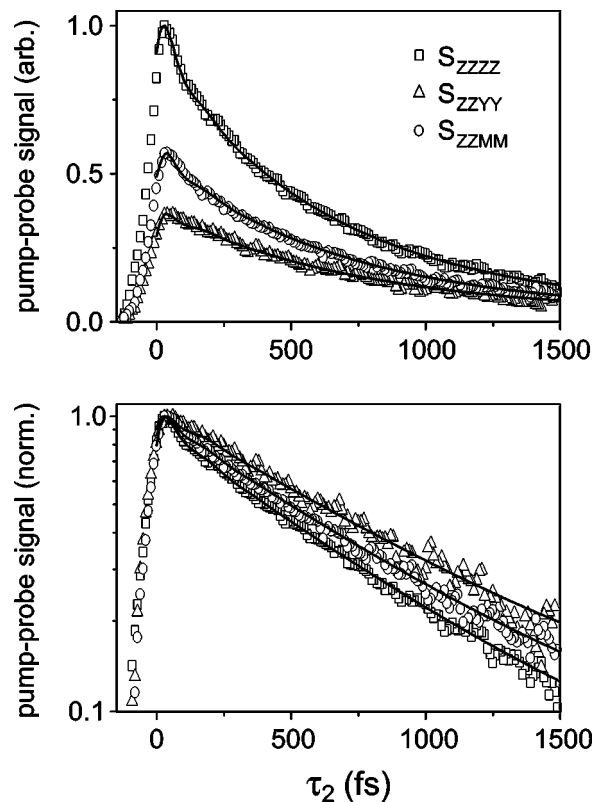 pump-probe signal (arb.)
1.0
0.5
0.0
S_ZZZZ
S_ZZYY
S_ZZMM
0 500 1000 1500
pump-probe signal (norm.)
1.0
0.1
0 500 1000 1500
τ₂ (fs)